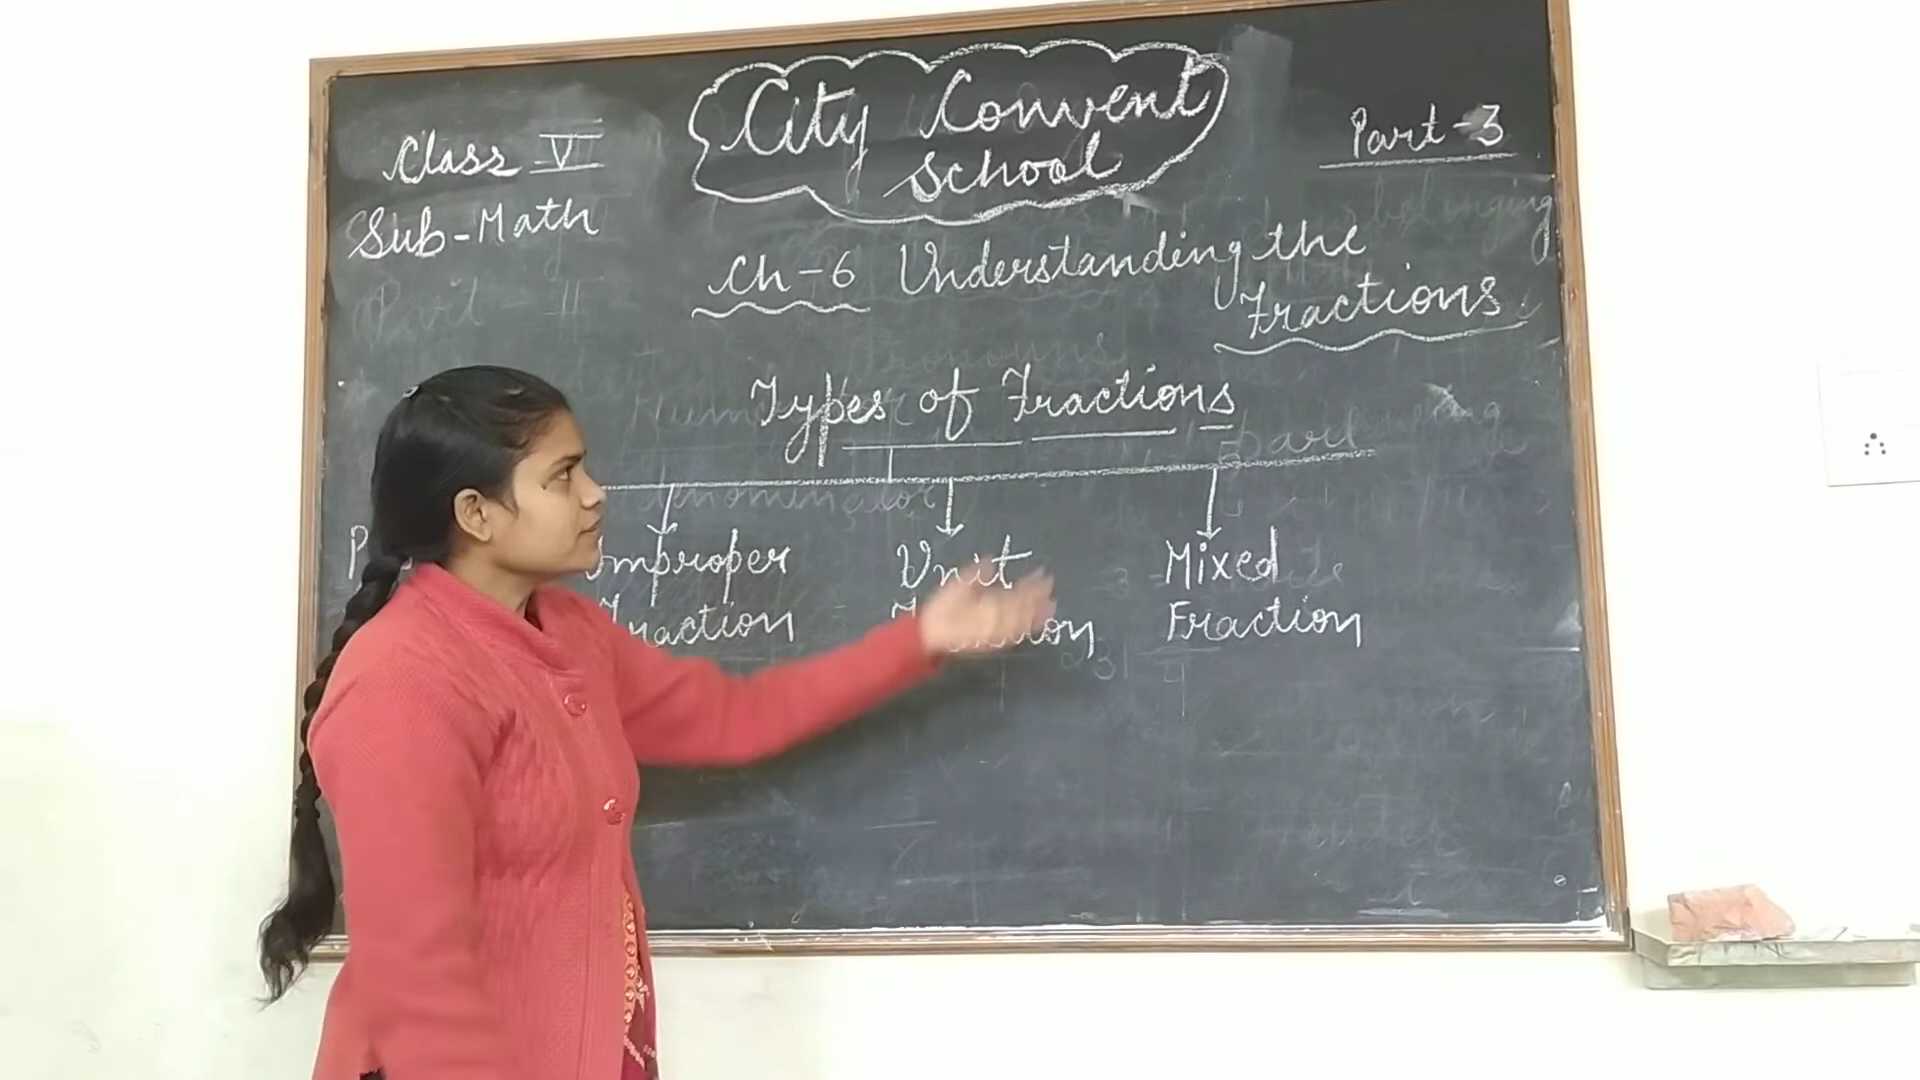 City Convent
School
Class V
Part-3
Sub-Math
Ch-6 Understanding the
Fractions
Types of Fractions
Improper Unit Mixed
Fraction Fraction Fraction